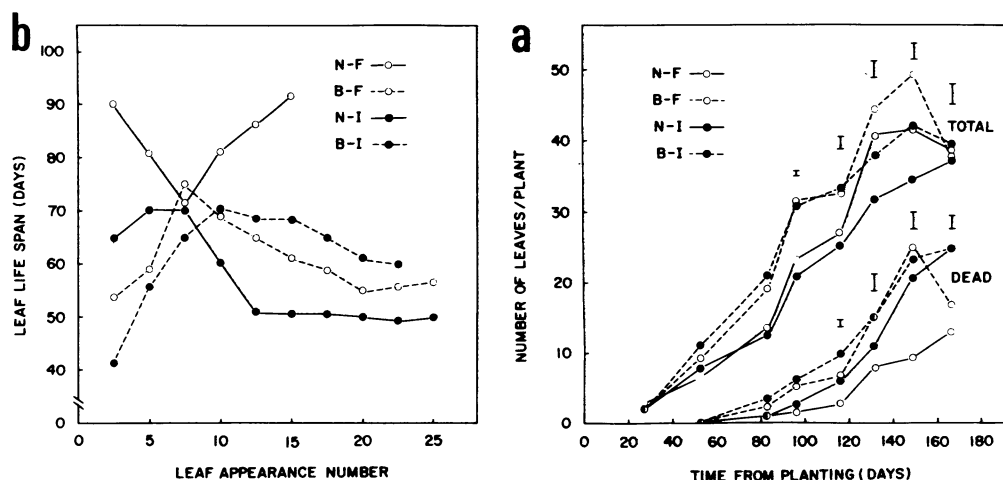 b
100
90
80
70
60
50
40
0
0
5
10
15
20
25
LEAF LIFE SPAN (DAYS)
LEAF APPEARANCE NUMBER
N-F
B-F
N-I
B-I
a
50
40
30
20
10
0
0
20
40
60
80
100
120
140
160
180
NUMBER OF LEAVES/PLANT
TIME FROM PLANTING (DAYS)
N-F
B-F
N-I
B-I
TOTAL
DEAD